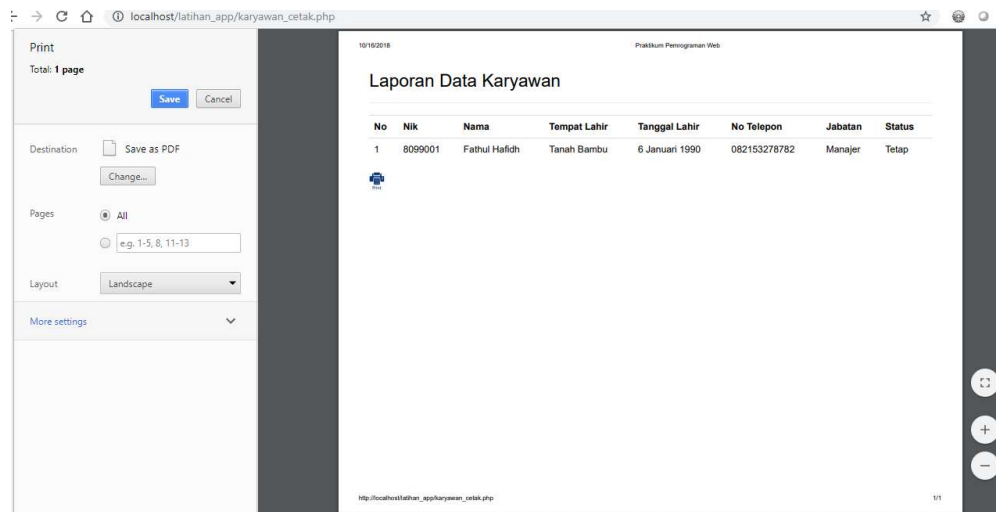 localhost/latihan_app/karyawan_cetak.php
Print
Total: 1 page
Save Cancel
Destination Save as PDF
Change...
Pages All
e.g. 1-5, 8, 11-13
Layout Landscape
More settings
10/16/2018 Praktikum Pemrograman Web
Laporan Data Karyawan
No Nik Nama Tempat Lahir Tanggal Lahir No Telepon Jabatan Status
1 8099001 Fathul Hafidh Tanah Bambu 6 Januari 1990 082153278782 Manajer Tetap
Print
http://localhost/latihan_app/karyawan_cetak.php 1/1